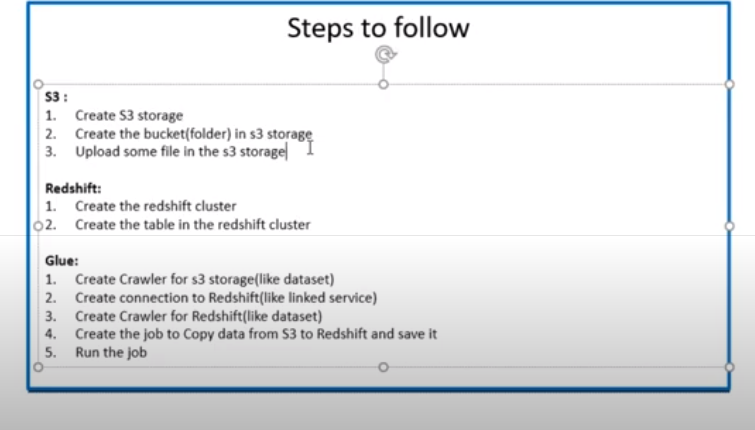 Steps to follow
S3 :
1. Create S3 storage
2. Create the bucket(folder) in s3 storage
3. Upload some file in the s3 storage
Redshift:
1. Create the redshift cluster
2. Create the table in the redshift cluster
Glue:
1. Create Crawler for s3 storage(like dataset)
2. Create connection to Redshift(like linked service)
3. Create Crawler for Redshift(like dataset)
4. Create the job to Copy data from S3 to Redshift and save it
5. Run the job